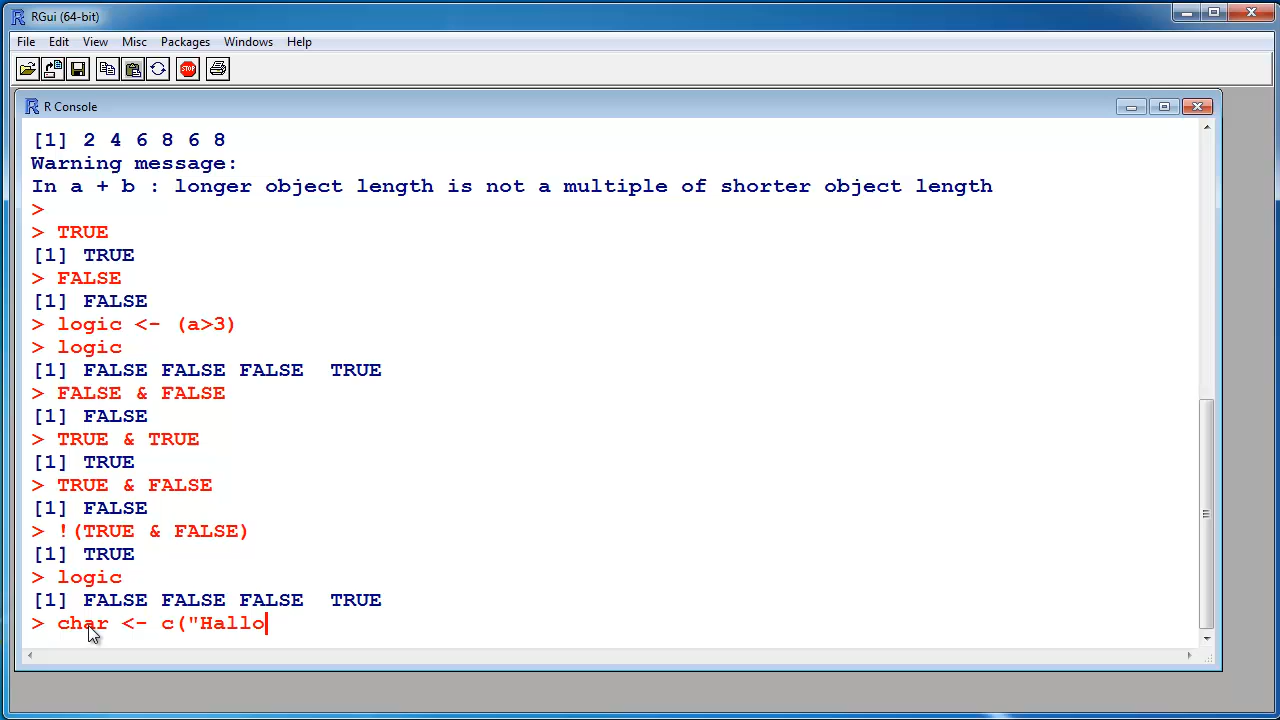 RGui (64-bit)
File Edit View Misc Packages Windows Help
STOP
R Console
[1] 2 4 6 8 6 8
Warning message:
In a + b : longer object length is not a multiple of shorter object length
>
> TRUE
[1] TRUE
> FALSE
[1] FALSE
> logic <- (a>3)
> logic
[1] FALSE FALSE FALSE  TRUE
> FALSE & FALSE
[1] FALSE
> TRUE & TRUE
[1] TRUE
> TRUE & FALSE
[1] FALSE
> !(TRUE & FALSE)
[1] TRUE
> logic
[1] FALSE FALSE FALSE  TRUE
> char <- c("Hallo